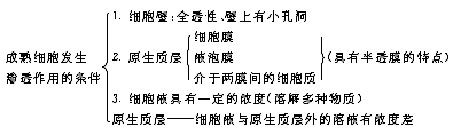 成熟细胞发生
渗透作用的条件
1. 细胞壁:全透性,壁上有小孔洞
2. 原生质层
细胞膜
液泡膜
介于两膜间的细胞质
(具有半透膜的特点)
3. 细胞液具有一定的浓度(溶解多种物质)
原生质层——细胞液与原生质层外的溶液有浓度差